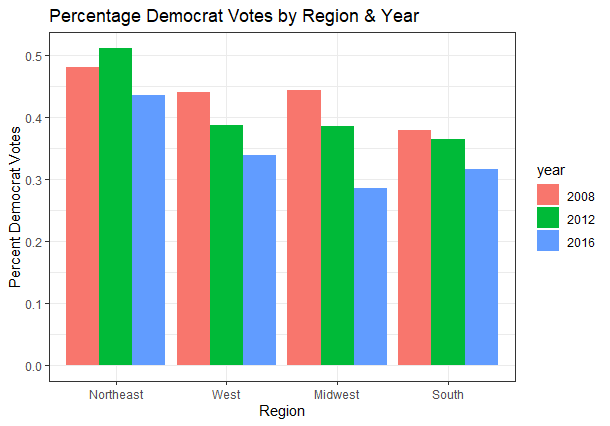 Percentage Democrat Votes by Region & Year
Percent Democrat Votes
0.5
0.4
0.3
0.2
0.1
0.0
Northeast West Midwest South
Region
year
2008
2012
2016